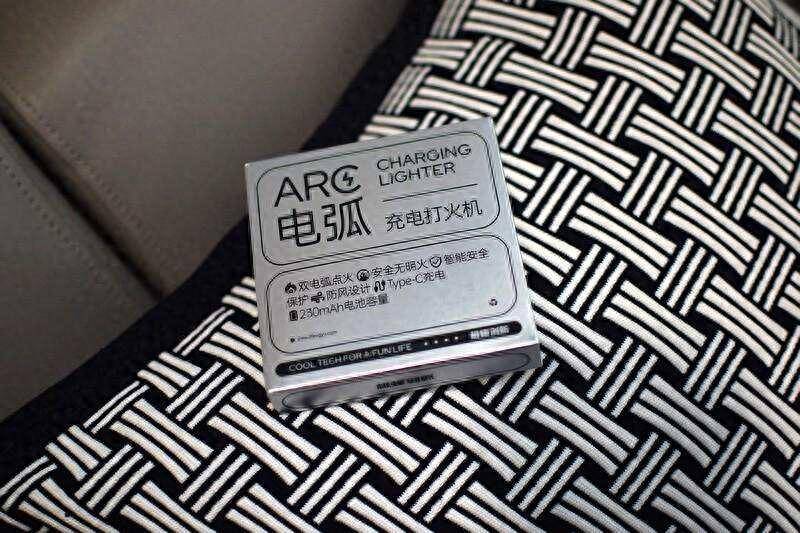 ARC CHARGING
LIGHTER
电弧 充电打火机
双电弧点火 安全无明火 智能安全
保护 防风设计 Type-C充电
230mAh电池容量
COOL TECH FOR A FUN LIFE